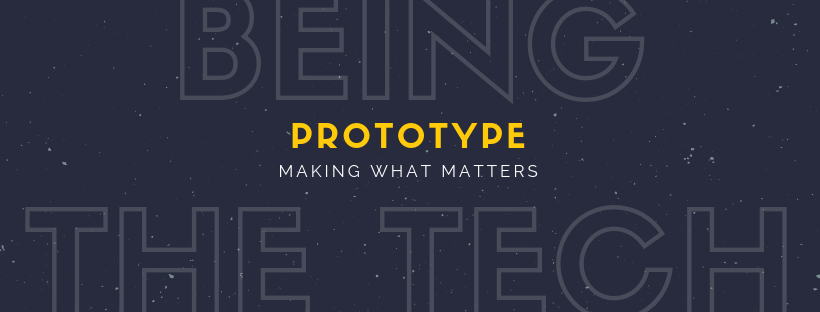 BEING
PROTOTYPE
MAKING WHAT MATTERS
THE TECH